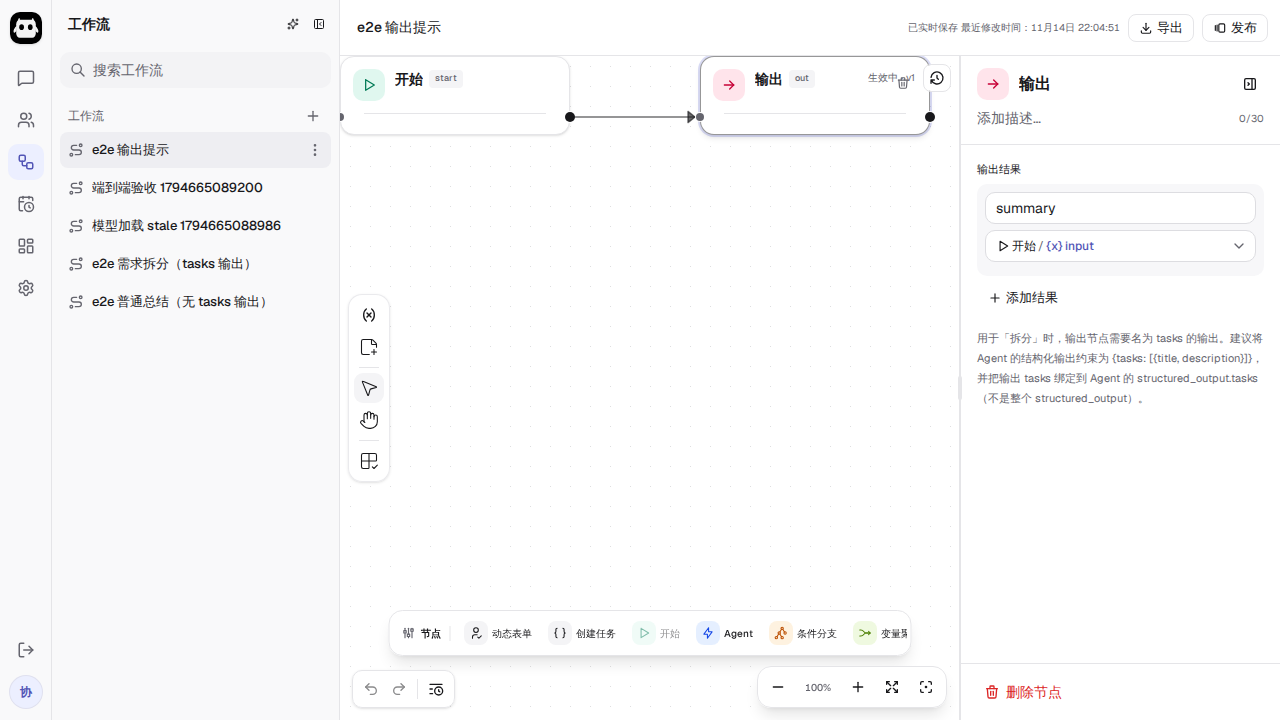 工作流
搜索工作流
工作流
e2e 输出提示
端到端验收 1794665089200
模型加载 stale 1794665088986
e2e 需求拆分（tasks 输出）
e2e 普通总结（无 tasks 输出）
协
e2e 输出提示
已实时保存 最近修改时间：11月14日 22:04:51
导出
发布
开始 start
输出 out
生效中
节点
动态表单
创建任务
开始
Agent
条件分支
变量聚
100%
输出
添加描述...
0/30
输出结果
summary
开始 / {x} input
添加结果
用于「拆分」时，输出节点需要名为 tasks 的输出。建议将
Agent 的结构化输出约束为 {tasks: [{title, description}]}，
并把输出 tasks 绑定到 Agent 的 structured_output.tasks
（不是整个 structured_output）。
删除节点